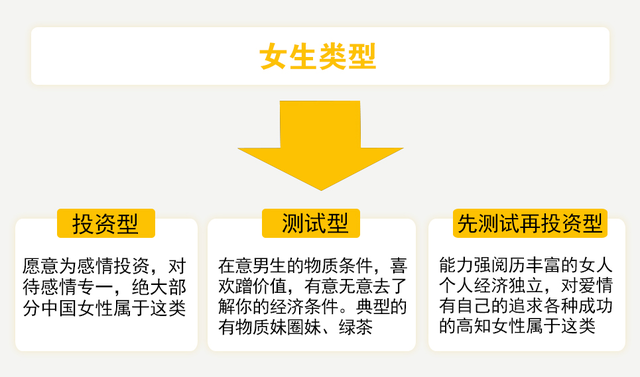 女生类型
投资型
愿意为感情投资，对
待感情专一，绝大部
分中国女性属于这类
测试型
在意男生的物质条件，喜
欢蹭价值，有意无意去了
解你的经济条件。典型的
有物质妹圈妹、绿茶
先测试再投资型
能力强阅历丰富的女人
个人经济独立，对爱情
有自己的追求各种成功
的高知女性属于这类